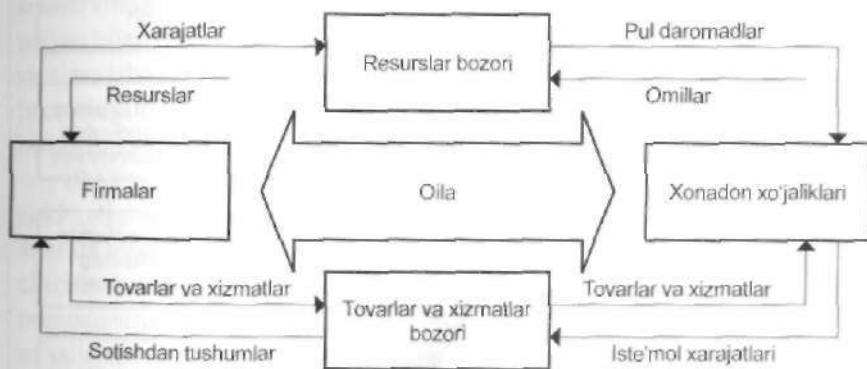 Xarajatlar
Resurslar bozori
Pul daromadlar
Resurslar
Omillar
Firmalar
Oila
Xonadon xo'jaliklari
Tovarlar va xizmatlar
Tovarlar va xizmatlar
bozori
Tovarlar va xizmatlar
Sotishdan tushumlar
Iste'mol xarajatlari